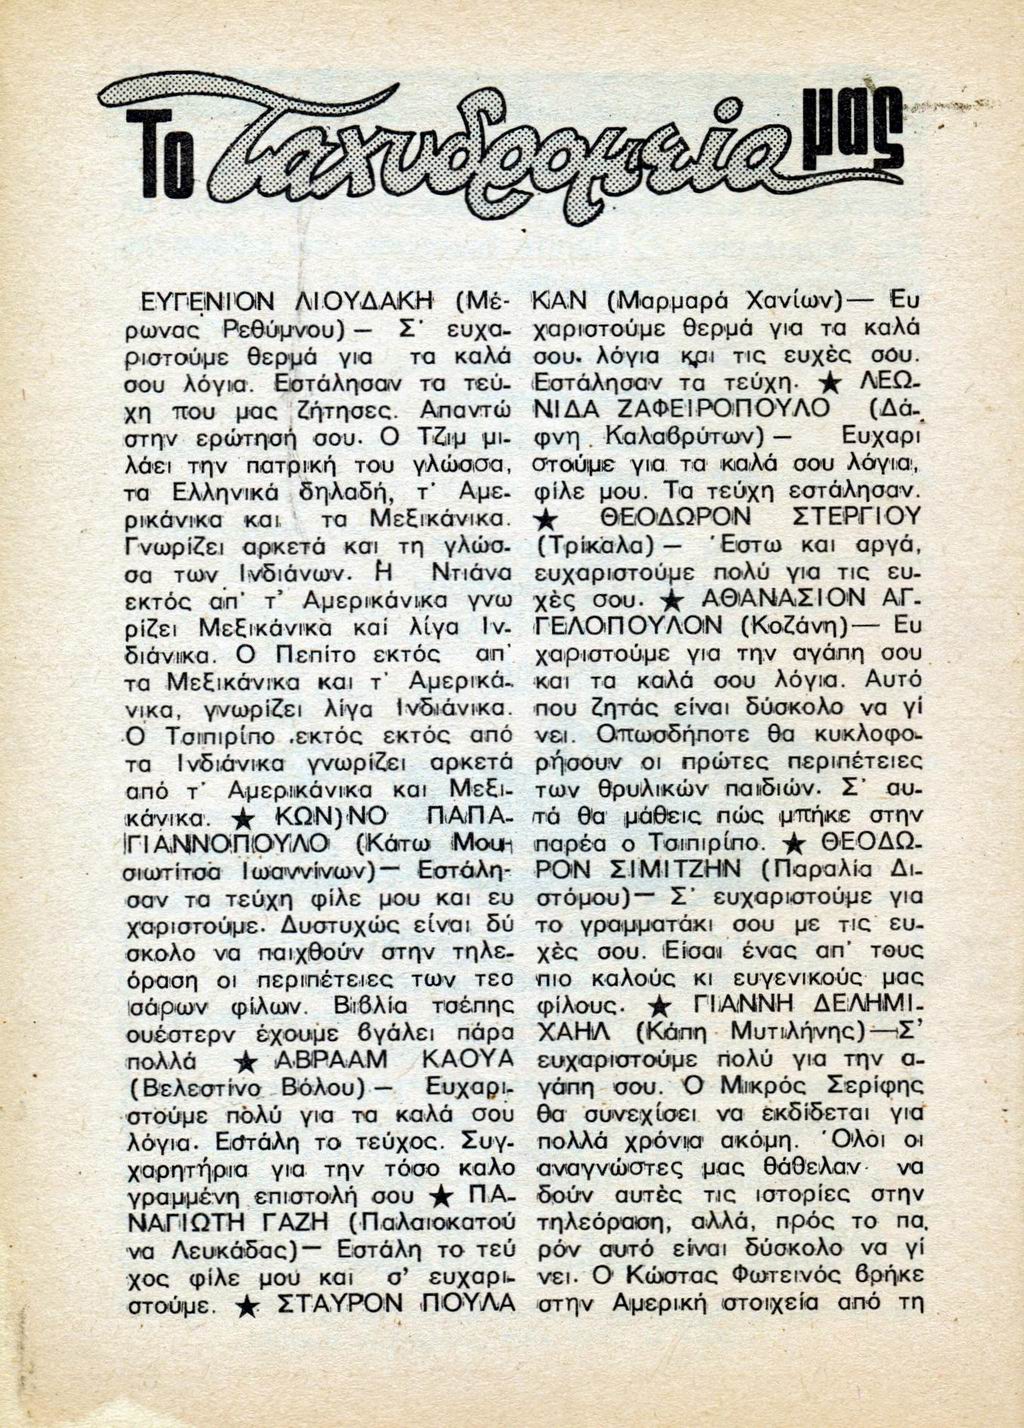 Το Ταχυδρομείο μας
ΕΥΓΕΝΙΟΝ ΛΙΟΥΔΑΚΗ (Μέ-
ρωνας Ρεθύμνου) — Σ' ευχα-
ριστούμε θερμά για τα καλά
σου λόγια. Εστάλησαν τα τεύ-
χη που μας ζήτησες. Απαντώ
στην ερώτησή σου. Ο Τζιμ μι-
λάει την πατρική του γλώσσα,
τα Ελληνικά δηλαδή, τ' Αμε-
ρικάνικα και τα Μεξικάνικα.
Γνωρίζει αρκετά και τη γλώσ-
σα των Ινδιάνων. Η Ντιάνα
εκτός απ' τ' Αμερικάνικα γνω
ρίζει Μεξικάνικα καί λίγα Ιν-
διάνικα. Ο Πεπίτο εκτός απ'
τα Μεξικάνικα και τ' Αμερικά-
νικα, γνωρίζει λίγα Ινδιάνικα.
Ο Τσιπιρίπο .εκτός εκτός από
τα Ινδιάνικα γνωρίζει αρκετά
από τ' Αμερικάνικα και Μεξι-
κάνικα. ★ ΚΩΝ)ΝΟ ΠΑΠΑ-
ΓΙΑΝΝΟΠΟΥΛΟ (Κάτω Μουη
σιωτίτσα Ιωαννίνων)— Εστάλη-
σαν τα τεύχη φίλε μου και ευ
χαριστούμε. Δυστυχώς είναι δύ
σκολο να παιχθούν στην τηλε-
όραση οι περιπέτειες των τεσ
σάρων φίλων. Βιβλία τσέπης
ουέστερν έχουμε βγάλει πάρα
πολλά ★ ΑΒΡΑΑΜ ΚΑΟΥΑ
(Βελεστίνο Βόλου) — Ευχαρι-
στούμε πολύ για τα καλά σου
λόγια. Εστάλη το τεύχος. Συγ-
χαρητήρια για την τόσο καλο
γραμμένη επιστολή σου ★ ΠΑ-
ΝΑΓΙΩΤΗ ΓΑΖΗ (Παλαιοκατού
να Λευκάδας)— Εστάλη το τεύ
χος φίλε μου και σ' ευχαρι-
στούμε. ★ ΣΤΑΥΡΟΝ ΠΟΥΛΑ
ΚΑΝ (Μαρμαρά Χανίων)— Ευ
χαριστούμε θερμά για τα καλά
σου. λόγια και τις ευχές σου.
Εστάλησαν τα τεύχη. ★ ΛΕΩ-
ΝΙΔΑ ΖΑΦΕΙΡΟΠΟΥΛΟ (Δά-
φνη Καλαβρύτων) — Ευχαρι
στούμε για τα καλά σου λόγια,
φίλε μου. Τα τεύχη εστάλησαν.
★ ΘΕΟΔΩΡΟΝ ΣΤΕΡΓΙΟΥ
(Τρίκαλα) — Έστω και αργά,
ευχαριστούμε πολύ για τις ευ-
χές σου. ★ ΑΘΑΝΑΣΙΟΝ ΑΓ-
ΓΕΛΟΠΟΥΛΟΝ (Κοζάνη)— Ευ
χαριστούμε για την αγάπη σου
και τα καλά σου λόγια. Αυτό
που ζητάς είναι δύσκολο να γί
νει. Οπωσδήποτε θα κυκλοφο-
ρήσουν οι πρώτες περιπέτειες
των θρυλικών παιδιών. Σ' αυ-
τά θα μάθεις πώς μπήκε στην
παρέα ο Τσιπιρίπο. ★ ΘΕΟΔΩ-
ΡΟΝ ΣΙΜΙΤΖΗΝ (Παραλία Δι-
στόμου)— Σ' ευχαριστούμε για
το γραμματάκι σου με τις ευ-
χές σου. Είσαι ένας απ' τους
πιο καλούς κι ευγενικούς μας
φίλους. ★ ΓΙΑΝΝΗ ΔΕΛΗΜΙ-
ΧΑΗΛ (Κάπη Μυτιλήνης)—Σ'
ευχαριστούμε πολύ για την α-
γάπη σου. Ο Μικρός Σερίφης
θα συνεχίσει να εκδίδεται για
πολλά χρόνια ακόμη. Όλοι οι
αναγνώστες μας θάθελαν να
δούν αυτές τις ιστορίες στην
τηλεόραση, αλλά, πρός το πα.
ρόν αυτό είναι δύσκολο να γί
νει. Ο Κώστας Φωτεινός βρήκε
στην Αμερική στοιχεία από τη